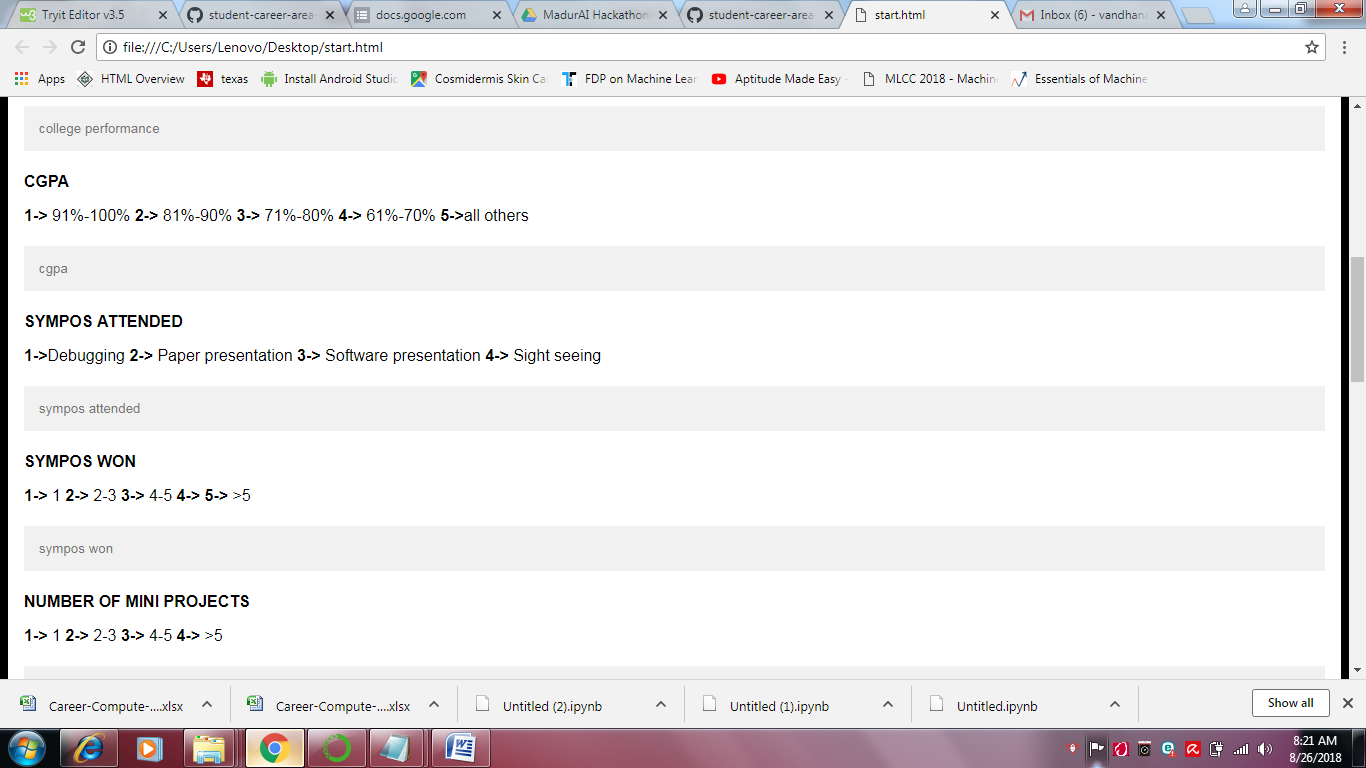 Tryit Editor v3.5
student-career-area
docs.google.com
MadurAI Hackathon
student-career-area
start.html
Inbox (6) - vandhana
file:///C:/Users/Lenovo/Desktop/start.html
Apps
HTML Overview
texas
Install Android Studio
Cosmidermis Skin Ca
FDP on Machine Lear
Aptitude Made Easy -
MLCC 2018 - Machin
Essentials of Machine
college performance
CGPA
1-> 91%-100% 2-> 81%-90% 3-> 71%-80% 4-> 61%-70% 5->all others
cgpa
SYMPOS ATTENDED
1->Debugging 2-> Paper presentation 3-> Software presentation 4-> Sight seeing
sympos attended
SYMPOS WON
1-> 1 2-> 2-3 3-> 4-5 4-> 5-> >5
sympos won
NUMBER OF MINI PROJECTS
1-> 1 2-> 2-3 3-> 4-5 4-> >5
Career-Compute-....xlsx
Career-Compute-....xlsx
Untitled (2).ipynb
Untitled (1).ipynb
Untitled.ipynb
Show all
8:21 AM
8/26/2018